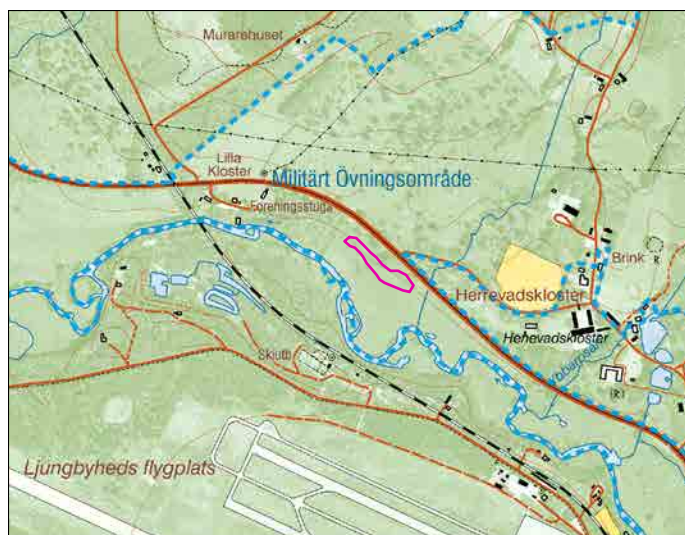 Murarehuset
Lilla
Kloster
Militärt Övningsområde
Föreningsstuga
Brink
R
Herrevadskloster
Herrevadskloster
Skjutb
(R)
Ljungbyheds flygplats